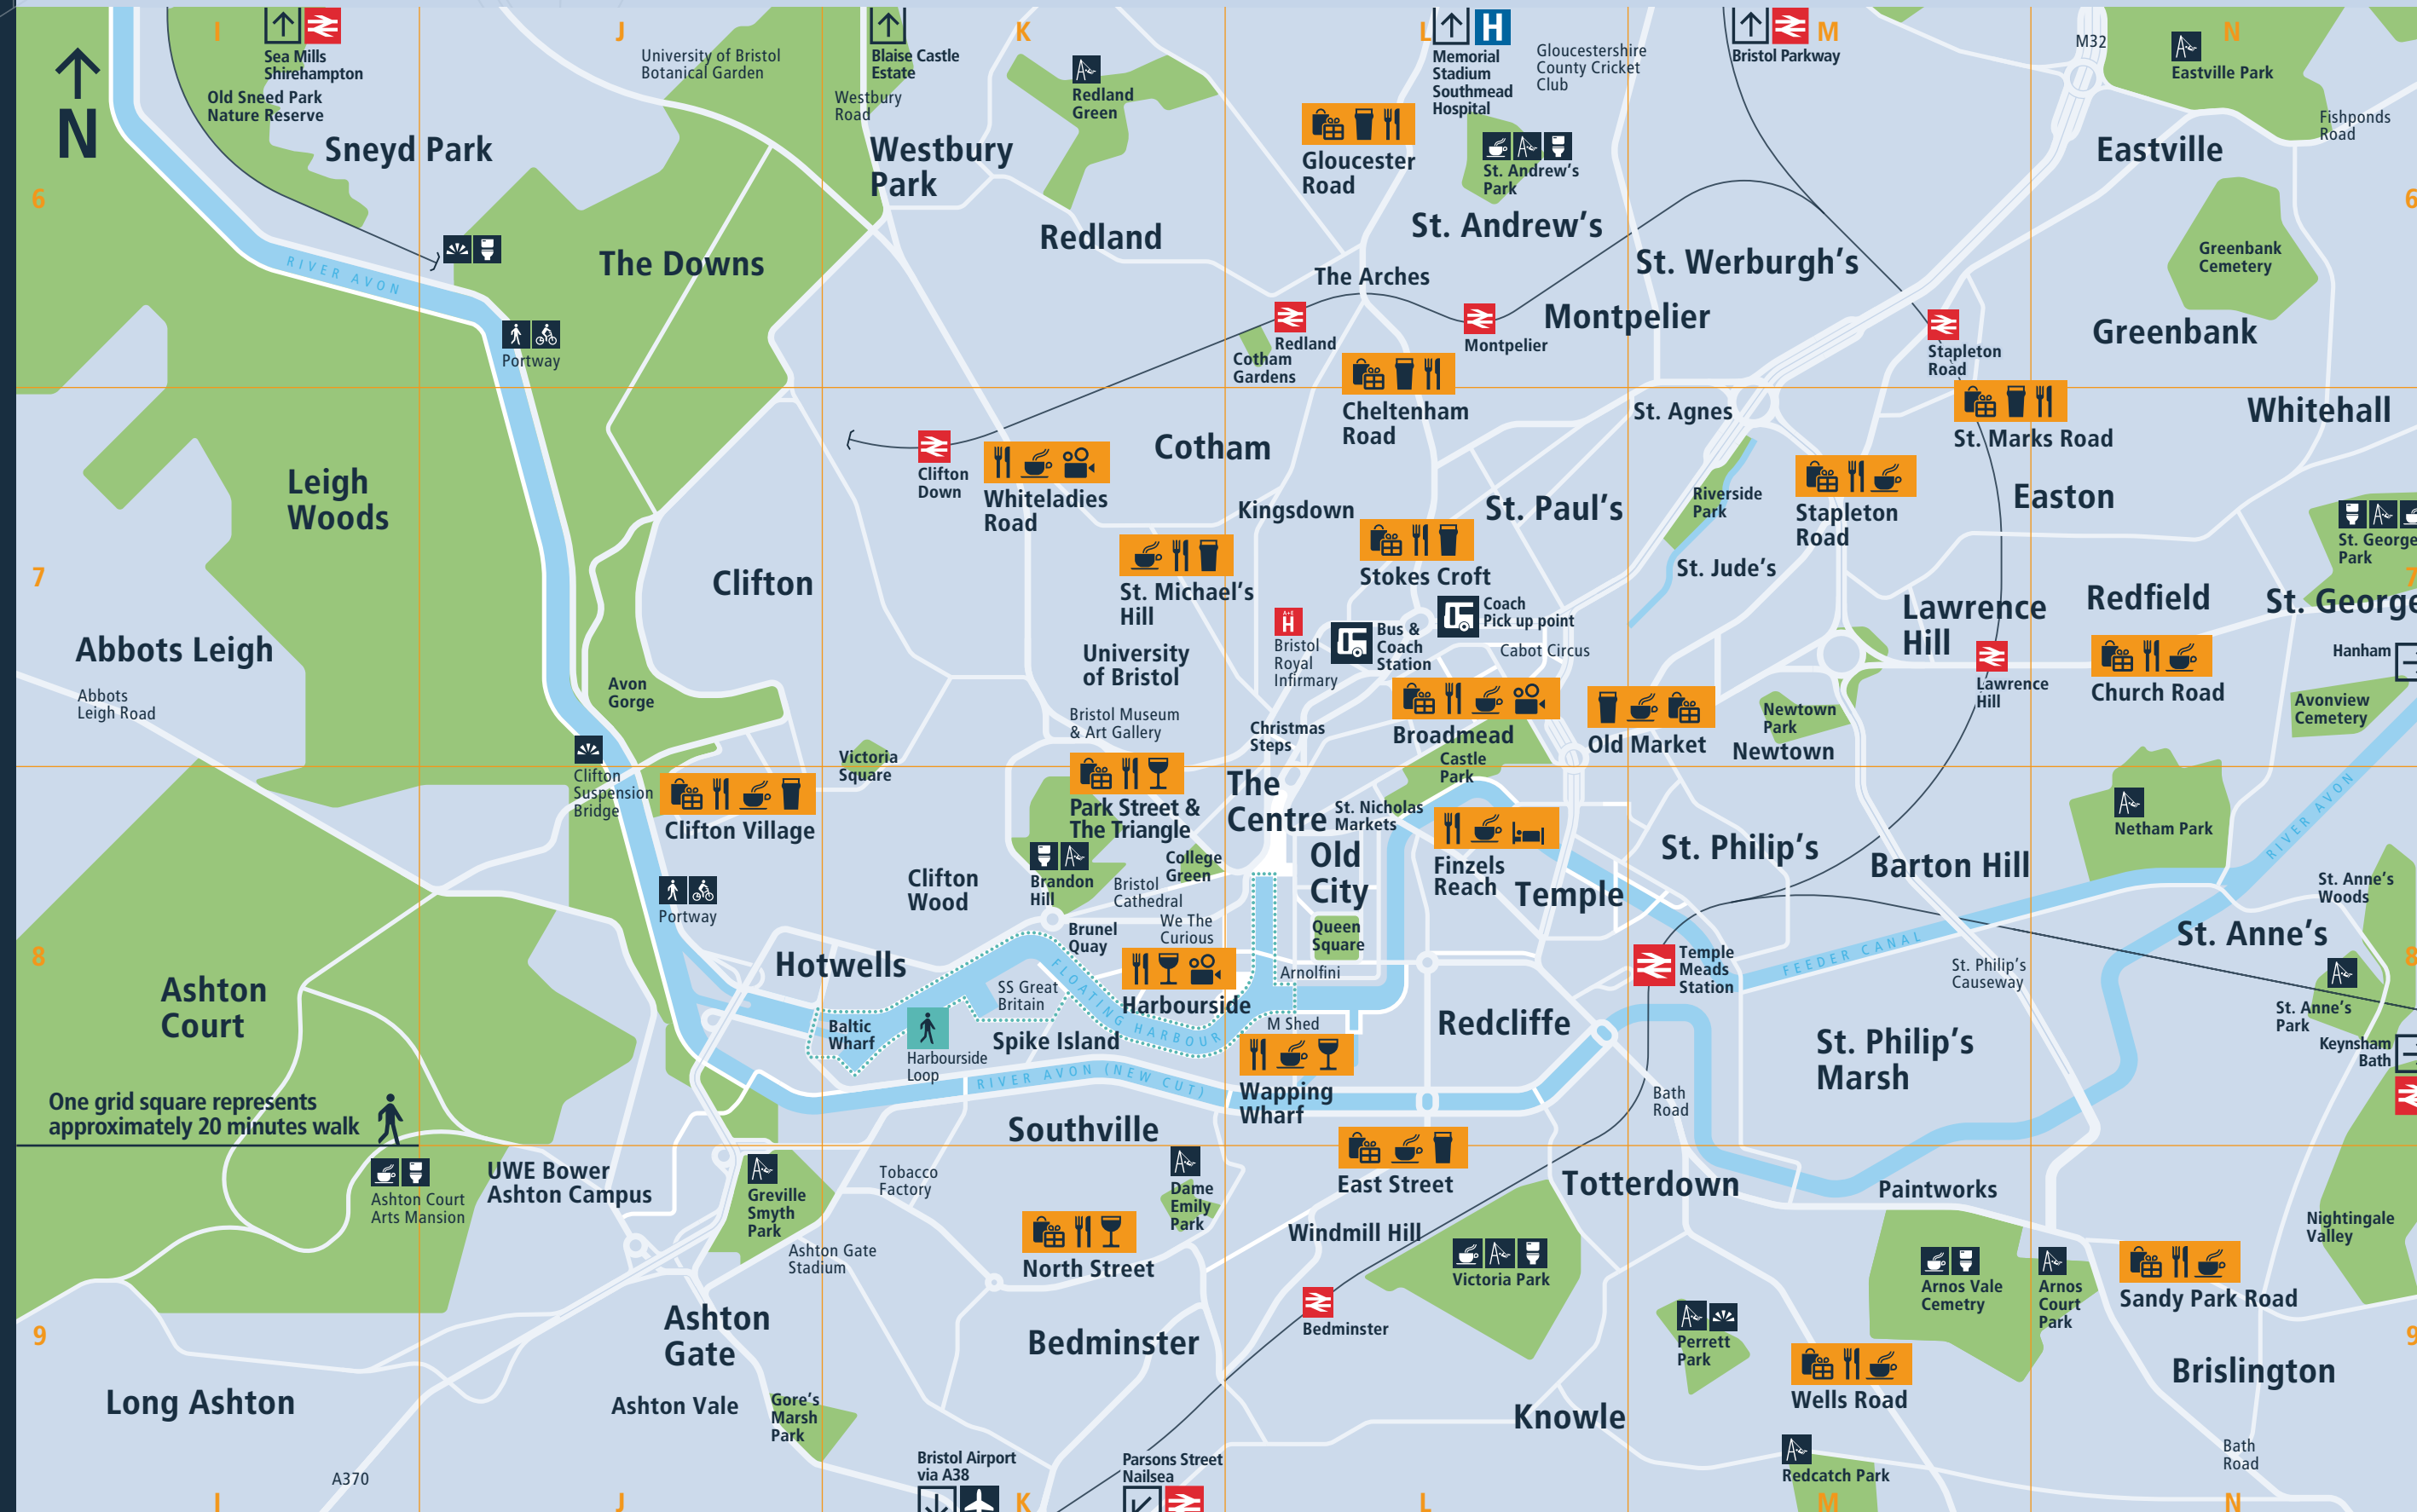 I
J
K
L
M
N
Sea Mills
Shirehampton
Old Sneed Park
Nature Reserve
University of Bristol
Botanical Garden
Blaise Castle
Estate
Westbury
Road
Redland
Green
Memorial
Stadium
Southmead
Hospital
H
Gloucestershire
County Cricket
Club
Bristol Parkway
M32
Eastville Park
Fishponds
Road
N
Sneyd Park
Westbury
Park
Gloucester
Road
St. Andrew's
Park
Eastville
6
6
The Downs
Redland
St. Andrew's
St. Werburgh's
Greenbank
Cemetery
RIVER AVON
The Arches
Redland
Montpelier
Montpelier
Stapleton
Road
Greenbank
Portway
Cotham
Gardens
Cheltenham
Road
St. Agnes
St. Marks Road
Whitehall
Leigh
Woods
Clifton
Down
Whiteladies
Road
Cotham
Kingsdown
St. Paul's
Riverside
Park
Stapleton
Road
Easton
St. George
Park
7
7
Clifton
St. Michael's
Hill
Stokes Croft
St. Jude's
Lawrence
Hill
Redfield
St. George
Abbots Leigh
Abbots
Leigh Road
Avon
Gorge
University
of Bristol
A+E
H
Bristol
Royal
Infirmary
Bus &
Coach
Station
Coach
Pick up point
Cabot Circus
Lawrence
Hill
Church Road
Hanham
Avonview
Cemetery
Bristol Museum
& Art Gallery
Christmas
Steps
Broadmead
Old Market
Newtown
Park
Newtown
Victoria
Square
Castle
Park
Clifton
Suspension
Bridge
Clifton Village
Park Street &
The Triangle
The
Centre
St. Nicholas
Markets
Finzels
Reach
St. Philip's
Barton Hill
Netham Park
RIVER AVON
Portway
Clifton
Wood
Brandon
Hill
College
Green
Bristol
Cathedral
Old
City
Temple
St. Anne's
Woods
Brunel
Quay
We The
Curious
Queen
Square
St. Anne's
8
8
Ashton
Court
Hotwells
SS Great
Britain
FLOATING HARBOUR
Harbourside
Arnolfini
Temple
Meads
Station
FEEDER CANAL
St. Philip's
Causeway
St. Anne's
Park
Baltic
Wharf
Harbourside
Loop
Spike Island
M Shed
Redcliffe
St. Philip's
Marsh
Keynsham
Bath
RIVER AVON (NEW CUT)
Wapping
Wharf
Bath
Road
One grid square represents
approximately 20 minutes walk
Southville
Ashton Court
Arts Mansion
UWE Bower
Ashton Campus
Greville
Smyth
Park
Tobacco
Factory
Dame
Emily
Park
East Street
Totterdown
Paintworks
Nightingale
Valley
Ashton Gate
Stadium
North Street
Windmill Hill
Victoria Park
Arnos Vale
Cemetry
Arnos
Court
Park
Sandy Park Road
9
9
Ashton
Gate
Bedminster
Bedminster
Perrett
Park
Wells Road
Brislington
Long Ashton
Ashton Vale
Gore's
Marsh
Park
Knowle
A370
Bristol Airport
via A38
Parsons Street
Nailsea
Redcatch Park
Bath
Road
I
J
K
L
M
N